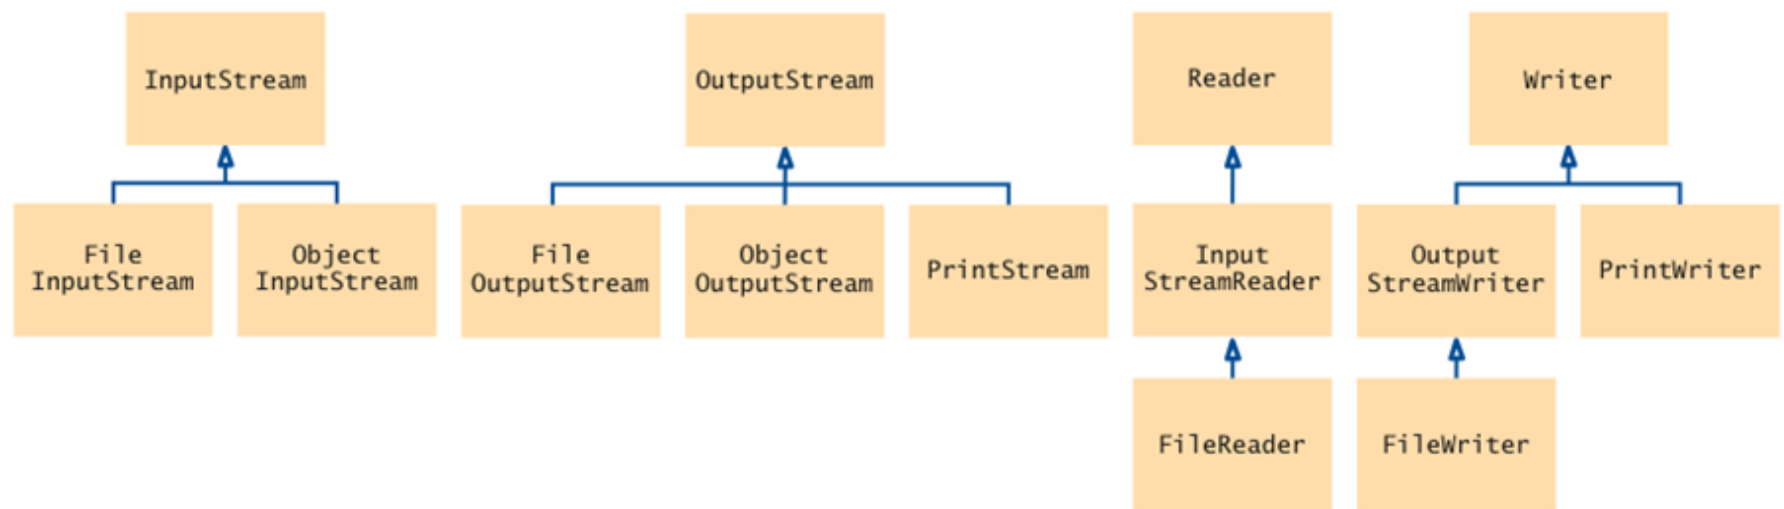 InputStream
OutputStream
Reader
Writer
File
InputStream
Object
InputStream
File
OutputStream
Object
OutputStream
PrintStream
Input
StreamReader
Output
StreamWriter
PrintWriter
FileReader
FileWriter